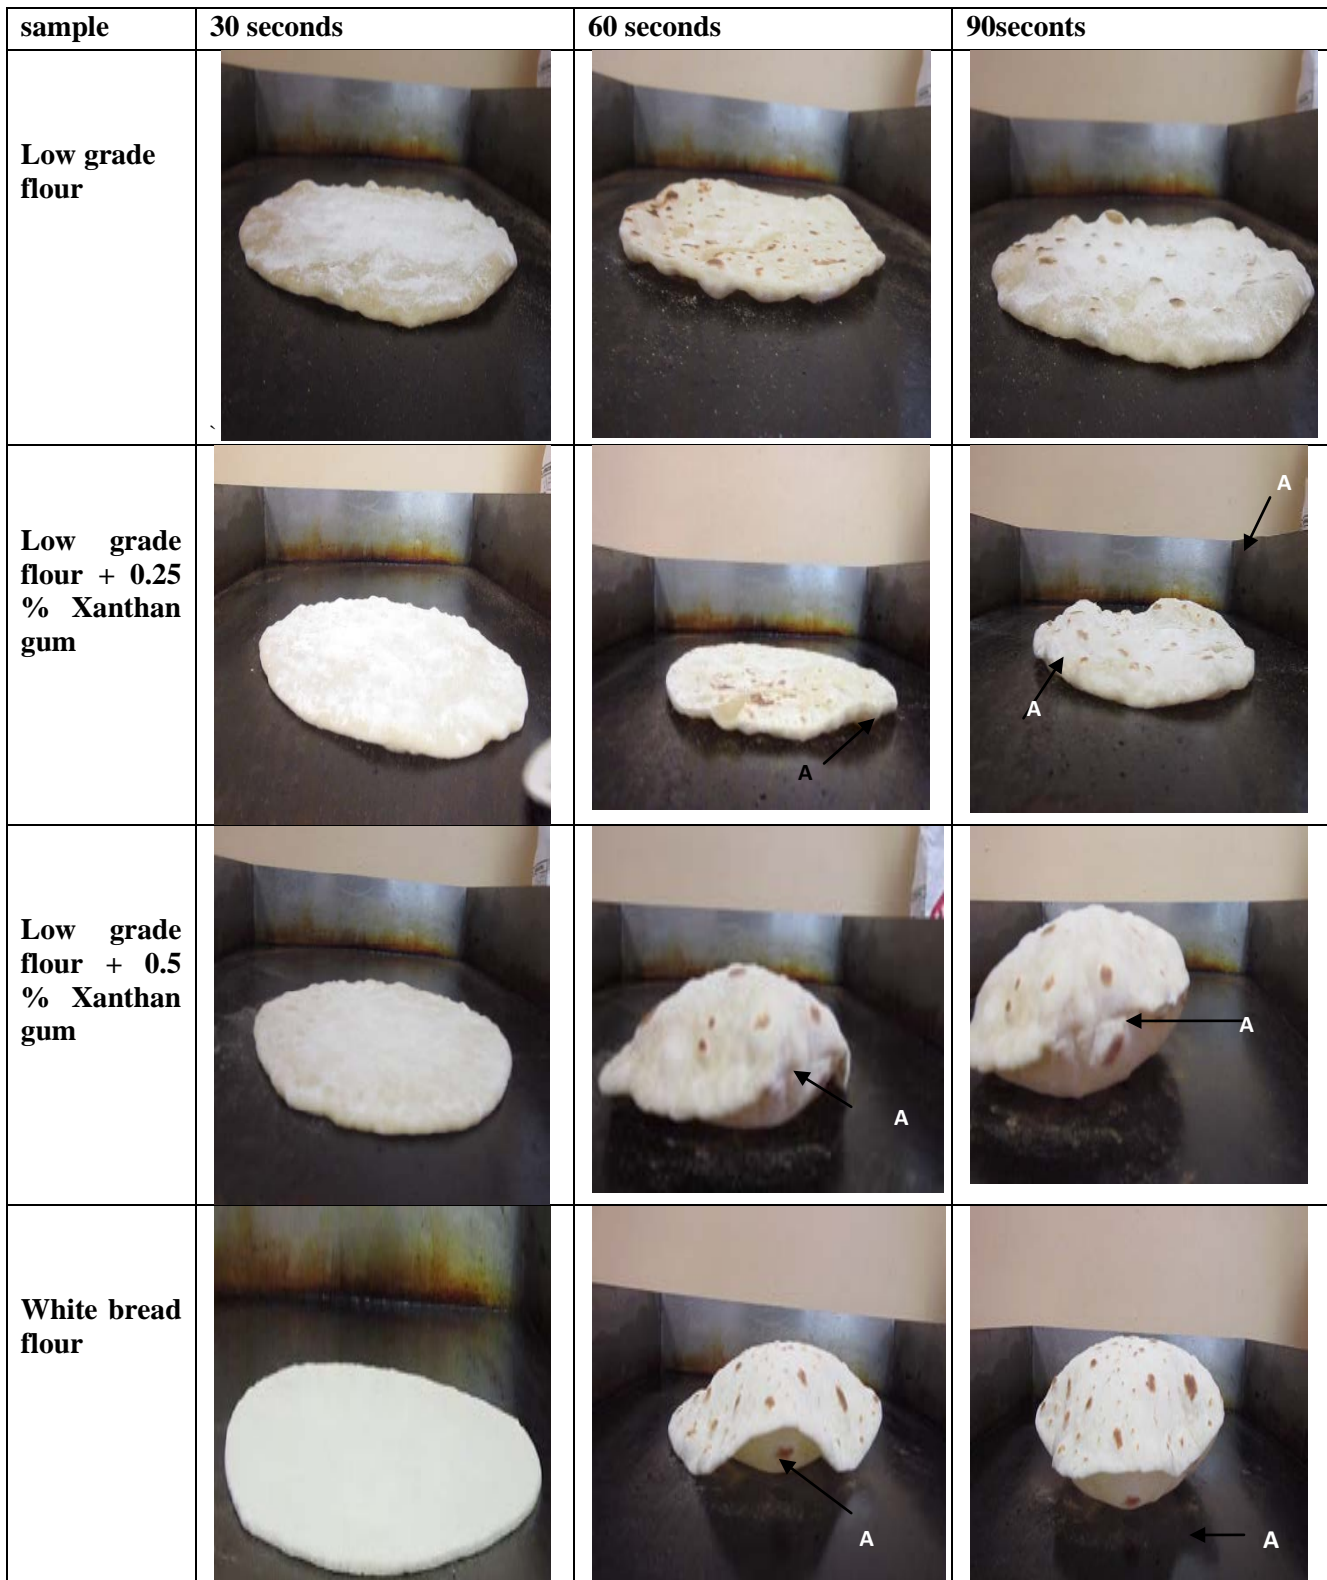 sample 30 seconds 60 seconds 90seconts
Low grade
flour
`
Low grade
flour + 0.25
% Xanthan
gum
A
A
A
Low grade
flour + 0.5
% Xanthan
gum
A
A
White bread
flour
A
A